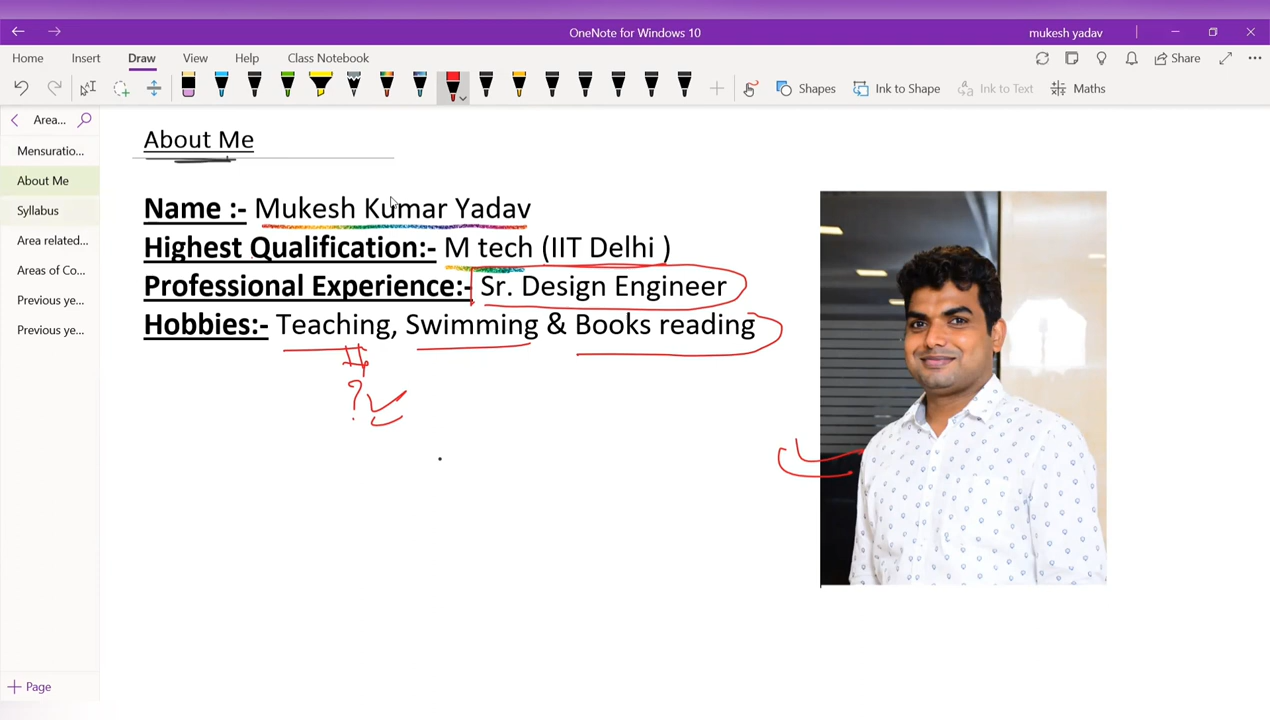 OneNote for Windows 10
mukesh yadav
Home Insert Draw View Help Class Notebook
Share
Shapes Ink to Shape Ink to Text Maths
Area...
Mensuratio...
About Me
Syllabus
Area related...
Areas of Co...
Previous ye...
Previous ye...
Page
About Me
Name :- Mukesh Kumar Yadav
Highest Qualification:- M tech (IIT Delhi )
Professional Experience:- Sr. Design Engineer
Hobbies:- Teaching, Swimming & Books reading
?